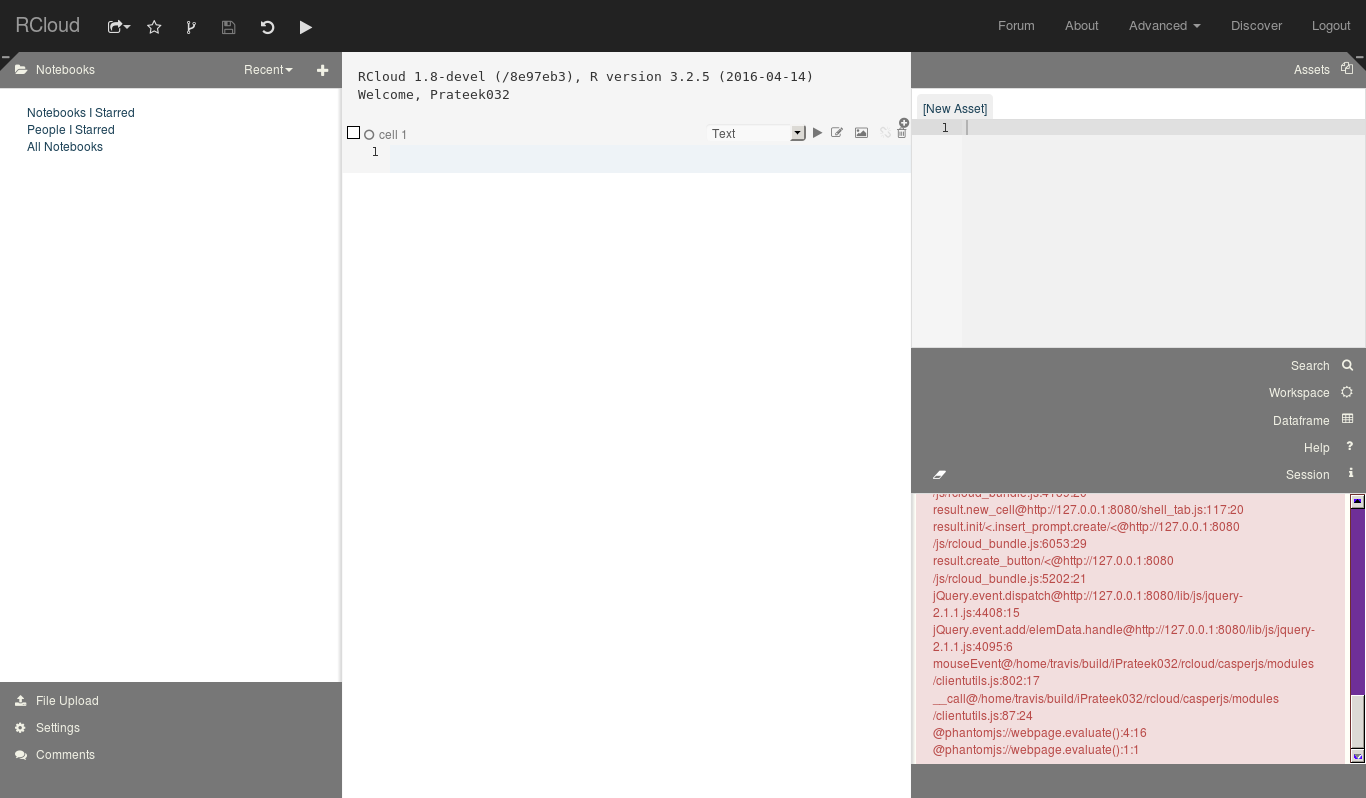 RCloud
Forum
About
Advanced
Discover
Logout
Notebooks
Recent
Notebooks I Starred
People I Starred
All Notebooks
File Upload
Settings
Comments
RCloud 1.8-devel (/8e97eb3), R version 3.2.5 (2016-04-14)
Welcome, Prateek032
cell 1
Text
1
Assets
[New Asset]
1
Search
Workspace
Dataframe
Help
Session
result.new_cell@http://127.0.0.1:8080/shell_tab.js:117:20
result.init/<.insert_prompt.create/<@http://127.0.0.1:8080
/js/rcloud_bundle.js:6053:29
result.create_button/<@http://127.0.0.1:8080
/js/rcloud_bundle.js:5202:21
jQuery.event.dispatch@http://127.0.0.1:8080/lib/js/jquery-
2.1.1.js:4408:15
jQuery.event.add/elemData.handle@http://127.0.0.1:8080/lib/js/jquery-
2.1.1.js:4095:6
mouseEvent@/home/travis/build/iPrateek032/rcloud/casperjs/modules
/clientutils.js:802:17
__call@/home/travis/build/iPrateek032/rcloud/casperjs/modules
/clientutils.js:87:24
@phantomjs://webpage.evaluate():4:16
@phantomjs://webpage.evaluate():1:1